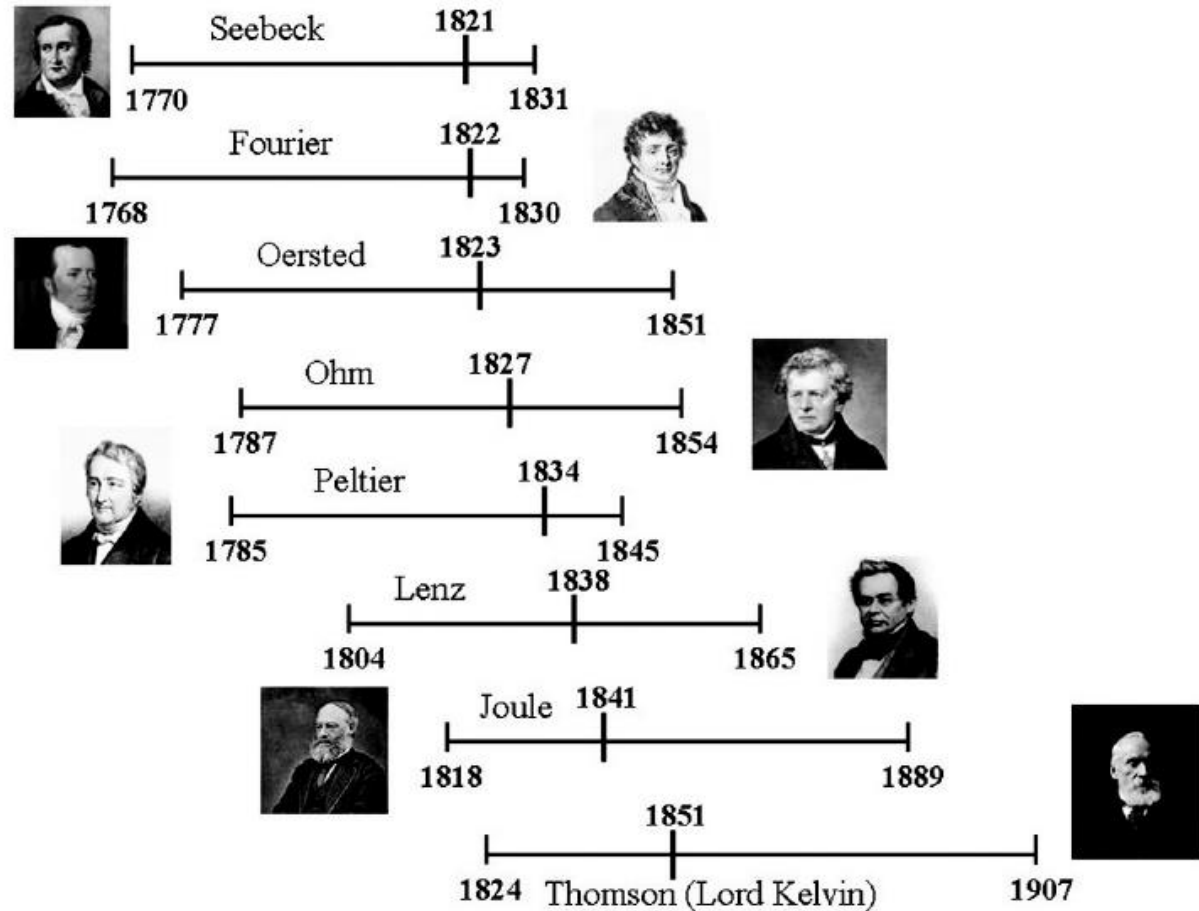 Seebeck 1821
1770 1831
Fourier 1822
1768 1830
Oersted 1823
1777 1851
Ohm 1827
1787 1854
Peltier 1834
1785 1845
Lenz 1838
1804 1865
Joule 1841
1818 1889
1851
1824 Thomson (Lord Kelvin) 1907